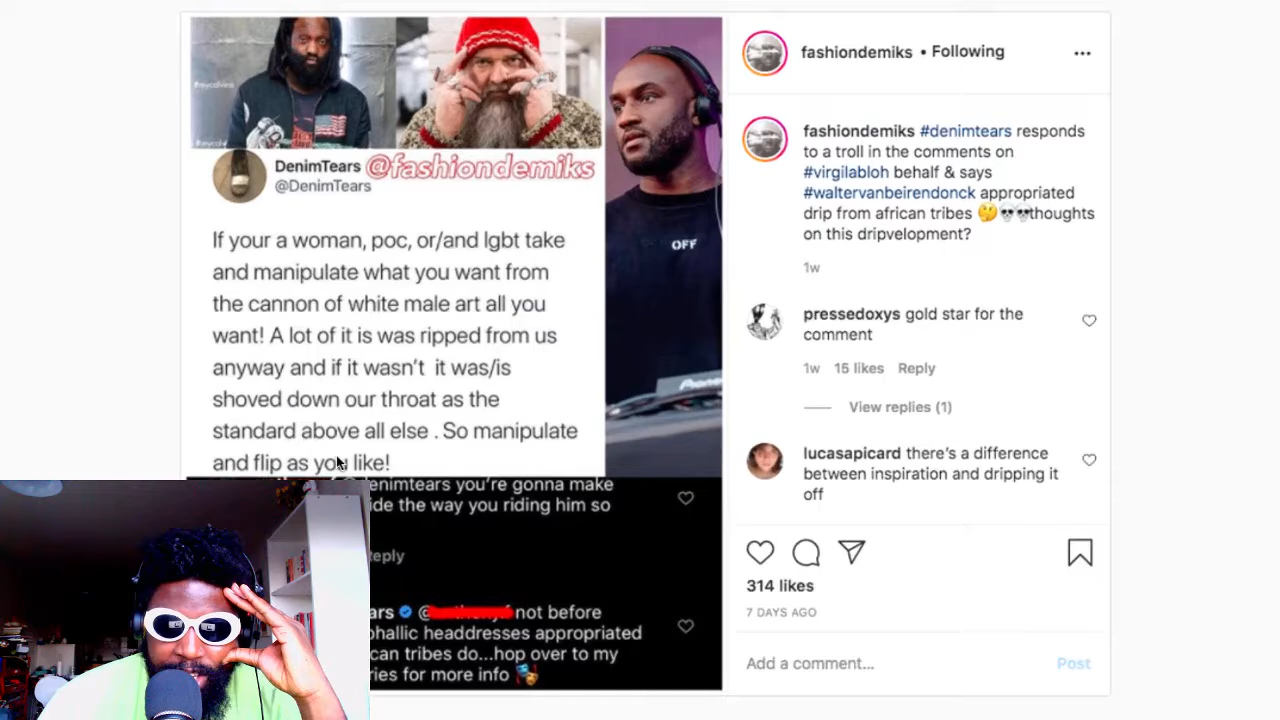 #mycalvins
#mycalvins
DenimTears @fashiondemiks
@DenimTears
If your a woman, poc, or/and lgbt take
and manipulate what you want from
the cannon of white male art all you
want! A lot of it is was ripped from us
anyway and if it wasn't it was/is
shoved down our throat as the
standard above all else . So manipulate
and flip as you like!
enimtears you're gonna make
ide the way you riding him so
eply
ars @ not before
phallic headdresses appropriated
can tribes do...hop over to my
ries for more info
OFF
Pioneer
fashiondemiks • Following
fashiondemiks #denimtears responds
to a troll in the comments on
#virgilabloh behalf & says
#waltervanbeirendonck appropriated
drip from african tribes 🤔💀💀thoughts
on this dripvelopment?
1w
pressedoxys gold star for the
comment
1w 15 likes Reply
View replies (1)
lucasapicard there's a difference
between inspiration and dripping it
off
314 likes
7 DAYS AGO
Add a comment... Post